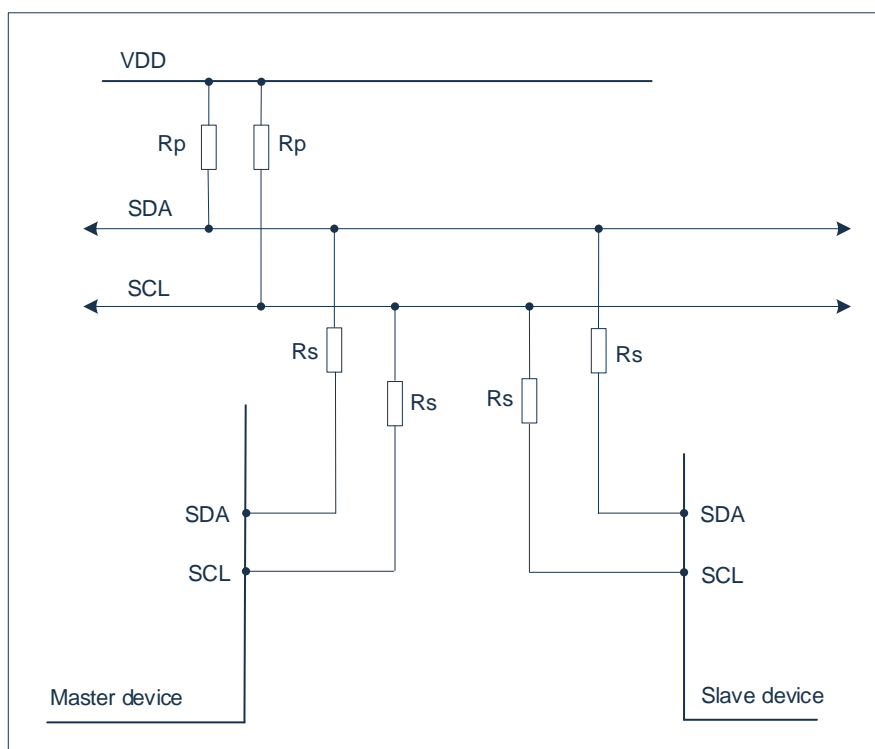 VDD
Rp
Rp
SDA
SCL
Rs
Rs
Rs
Rs
SDA
SDA
SCL
SCL
Master device
Slave device